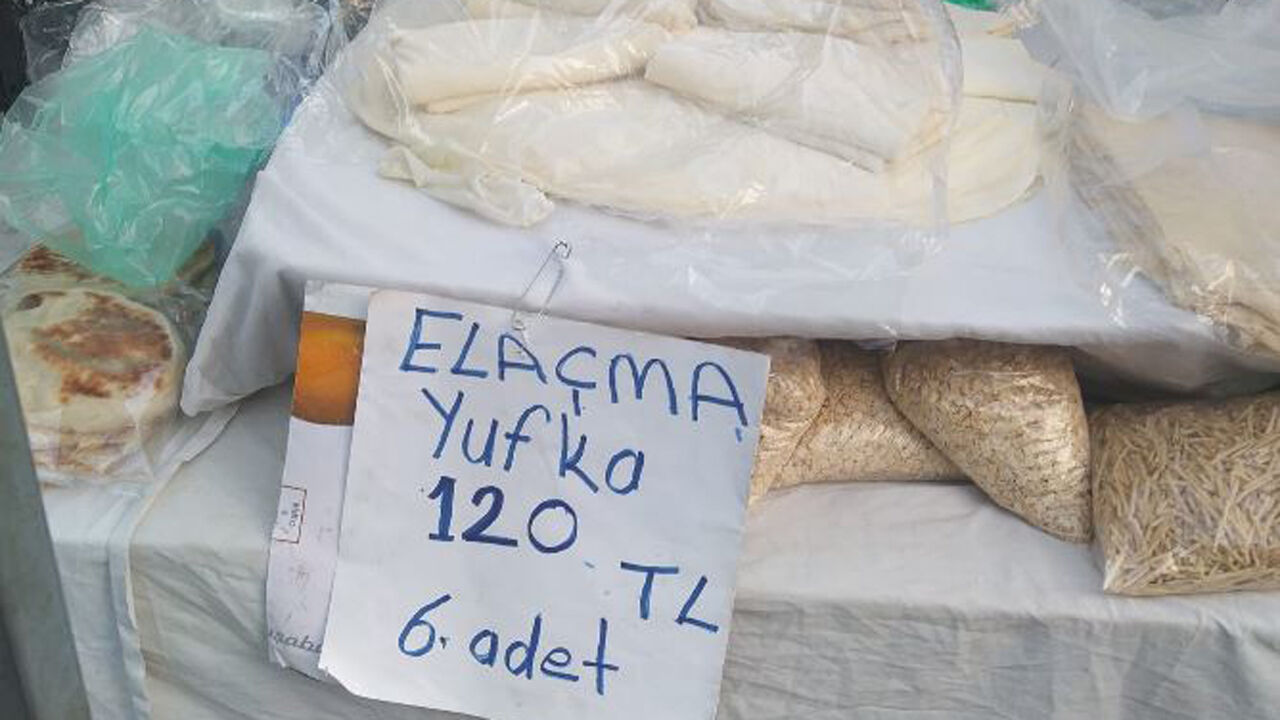 ELAÇMA
Yufka
120
TL
6. adet